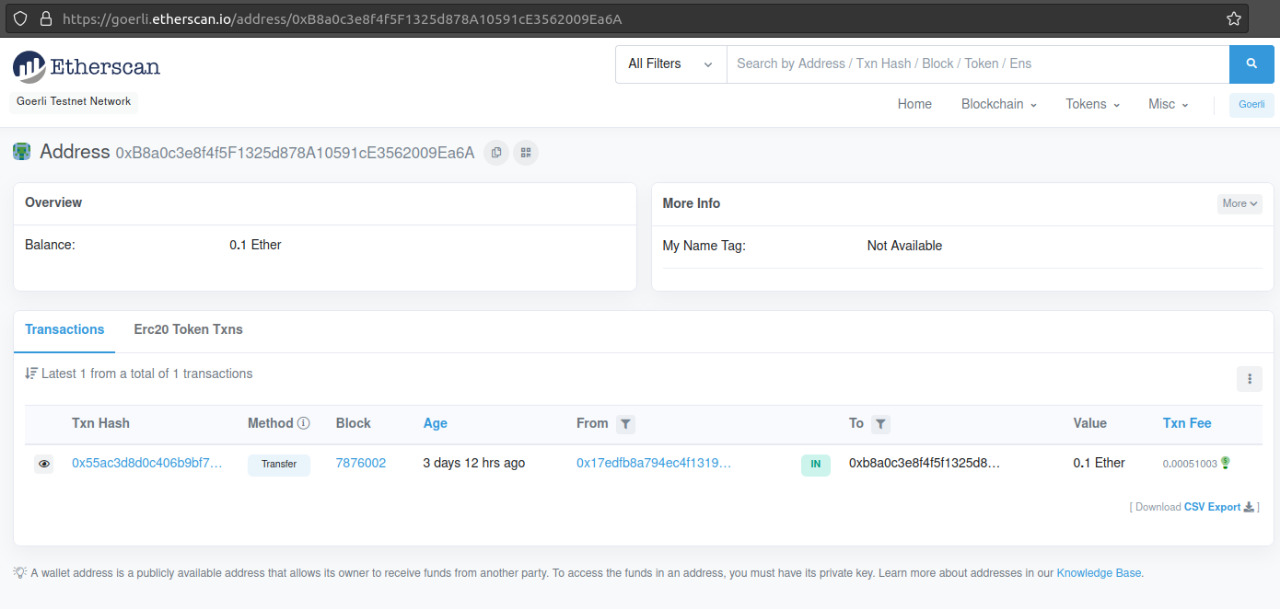 https://goerli.etherscan.io/address/0xB8a0c3e8f4f5F1325d878A10591cE3562009Ea6A
Etherscan
All Filters
Search by Address / Txn Hash / Block / Token / Ens
Goerli Testnet Network
Home Blockchain Tokens Misc Goerli
Address 0xB8a0c3e8f4f5F1325d878A10591cE3562009Ea6A
Overview
Balance: 0.1 Ether
More Info More
My Name Tag: Not Available
Transactions Erc20 Token Txns
Latest 1 from a total of 1 transactions
Txn Hash Method Block Age From To Value Txn Fee
0x55ac3d8d0c406b9bf7... Transfer 7876002 3 days 12 hrs ago 0x17edfb8a794ec4f1319... IN 0xb8a0c3e8f4f5f1325d8... 0.1 Ether 0.00051003
[ Download CSV Export ]
A wallet address is a publicly available address that allows its owner to receive funds from another party. To access the funds in an address, you must have its private key. Learn more about addresses in our Knowledge Base.